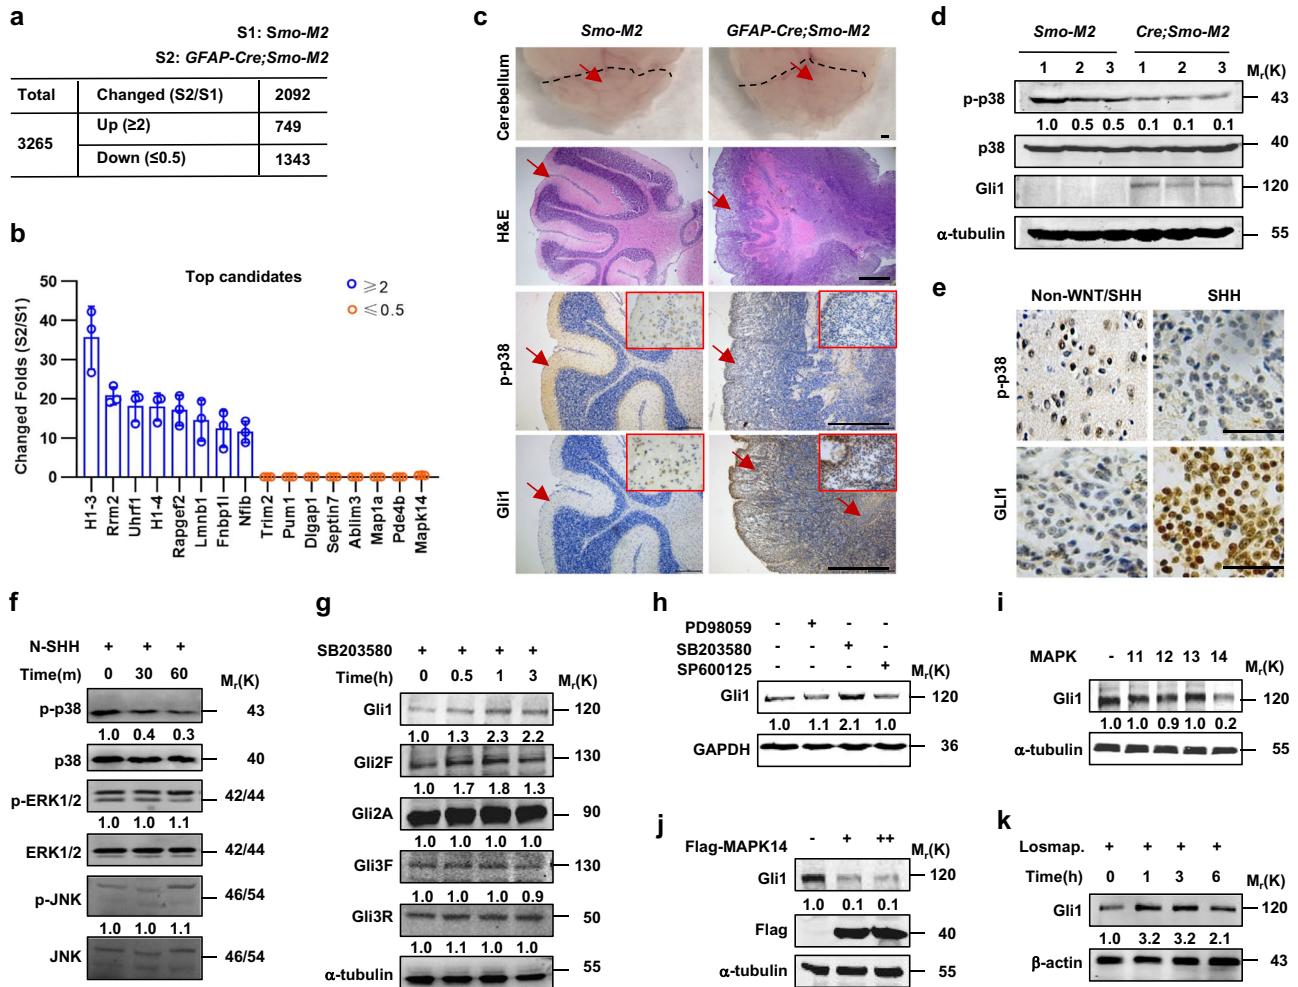 a
S1: Smo-M2
S2: GFAP-Cre;Smo-M2
Total Changed (S2/S1) 2092
3265 Up (≥2) 749
Down (≤0.5) 1343
b
Top candidates
≥ 2
≤ 0.5
Changed Folds (S2/S1)
50
40
30
20
10
0
H1-3 Rrm2 Uhrf1 H1-4 Rapgef2 Lmnb1 Fnbp1l Nfib Trim2 Pum1 Dlgap1 Septin7 Ablim3 Map1a Pde4b Mapk14
c
Smo-M2 GFAP-Cre;Smo-M2
Cerebellum
H&E
p-p38
Gli1
d
Smo-M2 Cre;Smo-M2
1 2 3 1 2 3 Mr(K)
p-p38 43
1.0 0.5 0.5 0.1 0.1 0.1
p38 40
Gli1 120
α-tubulin 55
e
Non-WNT/SHH SHH
p-p38
GLI1
f
N-SHH + + +
Time(m) 0 30 60 Mr(K)
p-p38 43
1.0 0.4 0.3
p38 40
p-ERK1/2 42/44
1.0 1.0 1.1
ERK1/2 42/44
p-JNK 46/54
1.0 1.0 1.1
JNK 46/54
g
SB203580 + + + +
Time(h) 0 0.5 1 3 Mr(K)
Gli1 120
1.0 1.3 2.3 2.2
Gli2F 130
1.0 1.7 1.8 1.3
Gli2A 90
1.0 1.0 1.0 1.0
Gli3F 130
1.0 1.0 1.0 0.9
Gli3R 50
1.0 1.1 1.0 1.0
α-tubulin 55
h
PD98059 - + - -
SB203580 - - + -
SP600125 - - - + Mr(K)
Gli1 120
1.0 1.1 2.1 1.0
GAPDH 36
i
MAPK - 11 12 13 14 Mr(K)
Gli1 120
1.0 1.0 0.9 1.0 0.2
α-tubulin 55
j
Flag-MAPK14 - + ++ Mr(K)
Gli1 120
1.0 0.1 0.1
Flag 40
α-tubulin 55
k
Losmap. + + + +
Time(h) 0 1 3 6 Mr(K)
Gli1 120
1.0 3.2 3.2 2.1
β-actin 43